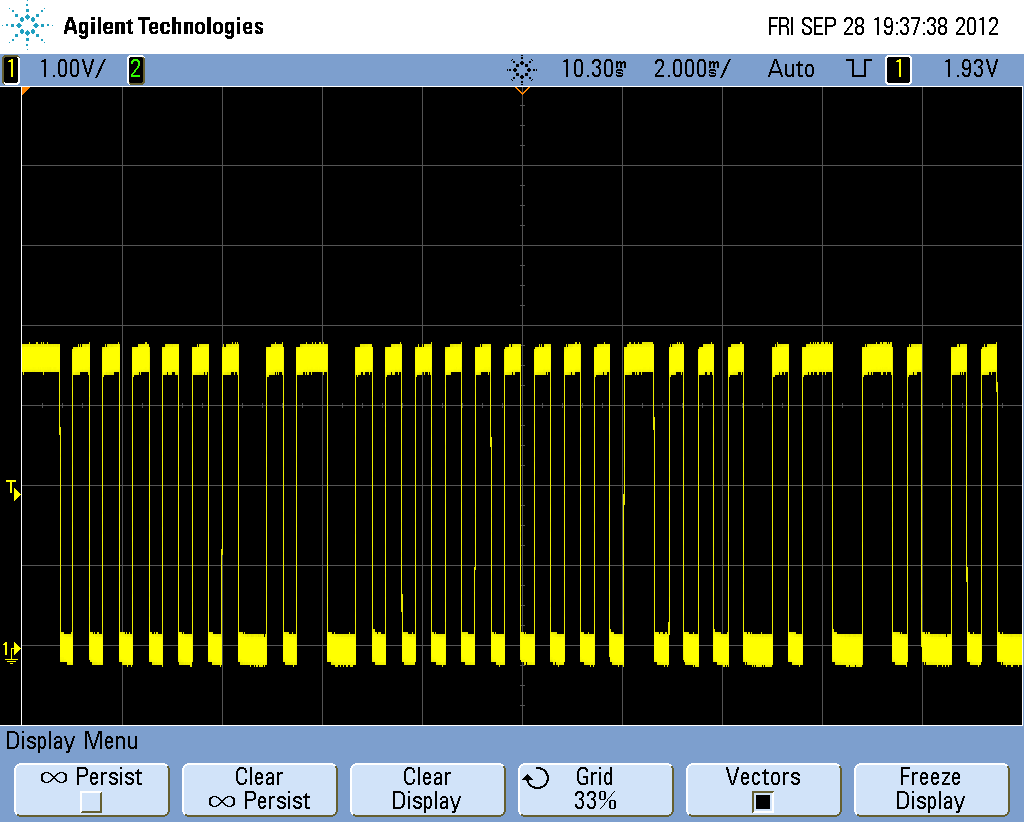 Agilent Technologies
FRI SEP 28 19:37:38 2012
1 1.00V/ 2 10.30ms 2.000ms/ Auto 1 1.93V
T
1
Display Menu
∞ Persist
Clear
∞ Persist
Clear
Display
Grid
33%
Vectors
Freeze
Display